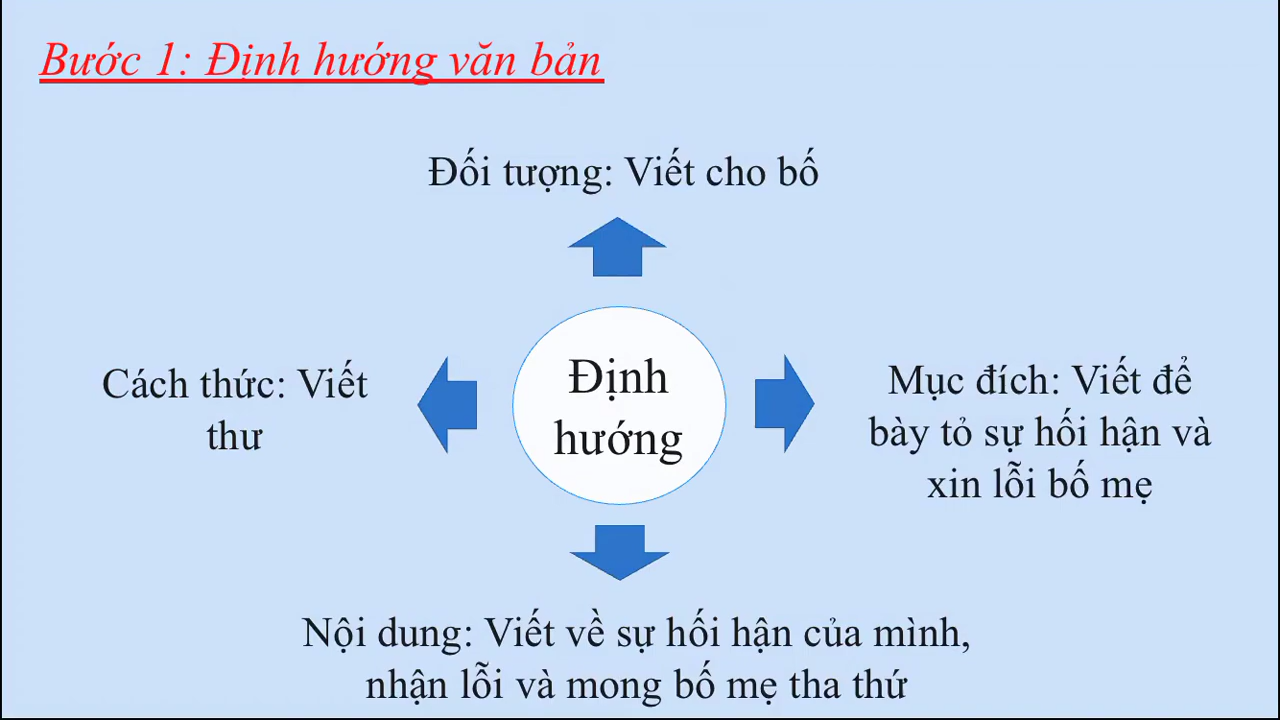 Bước 1: Định hướng văn bản
Đối tượng: Viết cho bố
Cách thức: Viết
thư
Định
hướng
Mục đích: Viết để
bày tỏ sự hối hận và
xin lỗi bố mẹ
Nội dung: Viết về sự hối hận của mình,
nhận lỗi và mong bố mẹ tha thứ